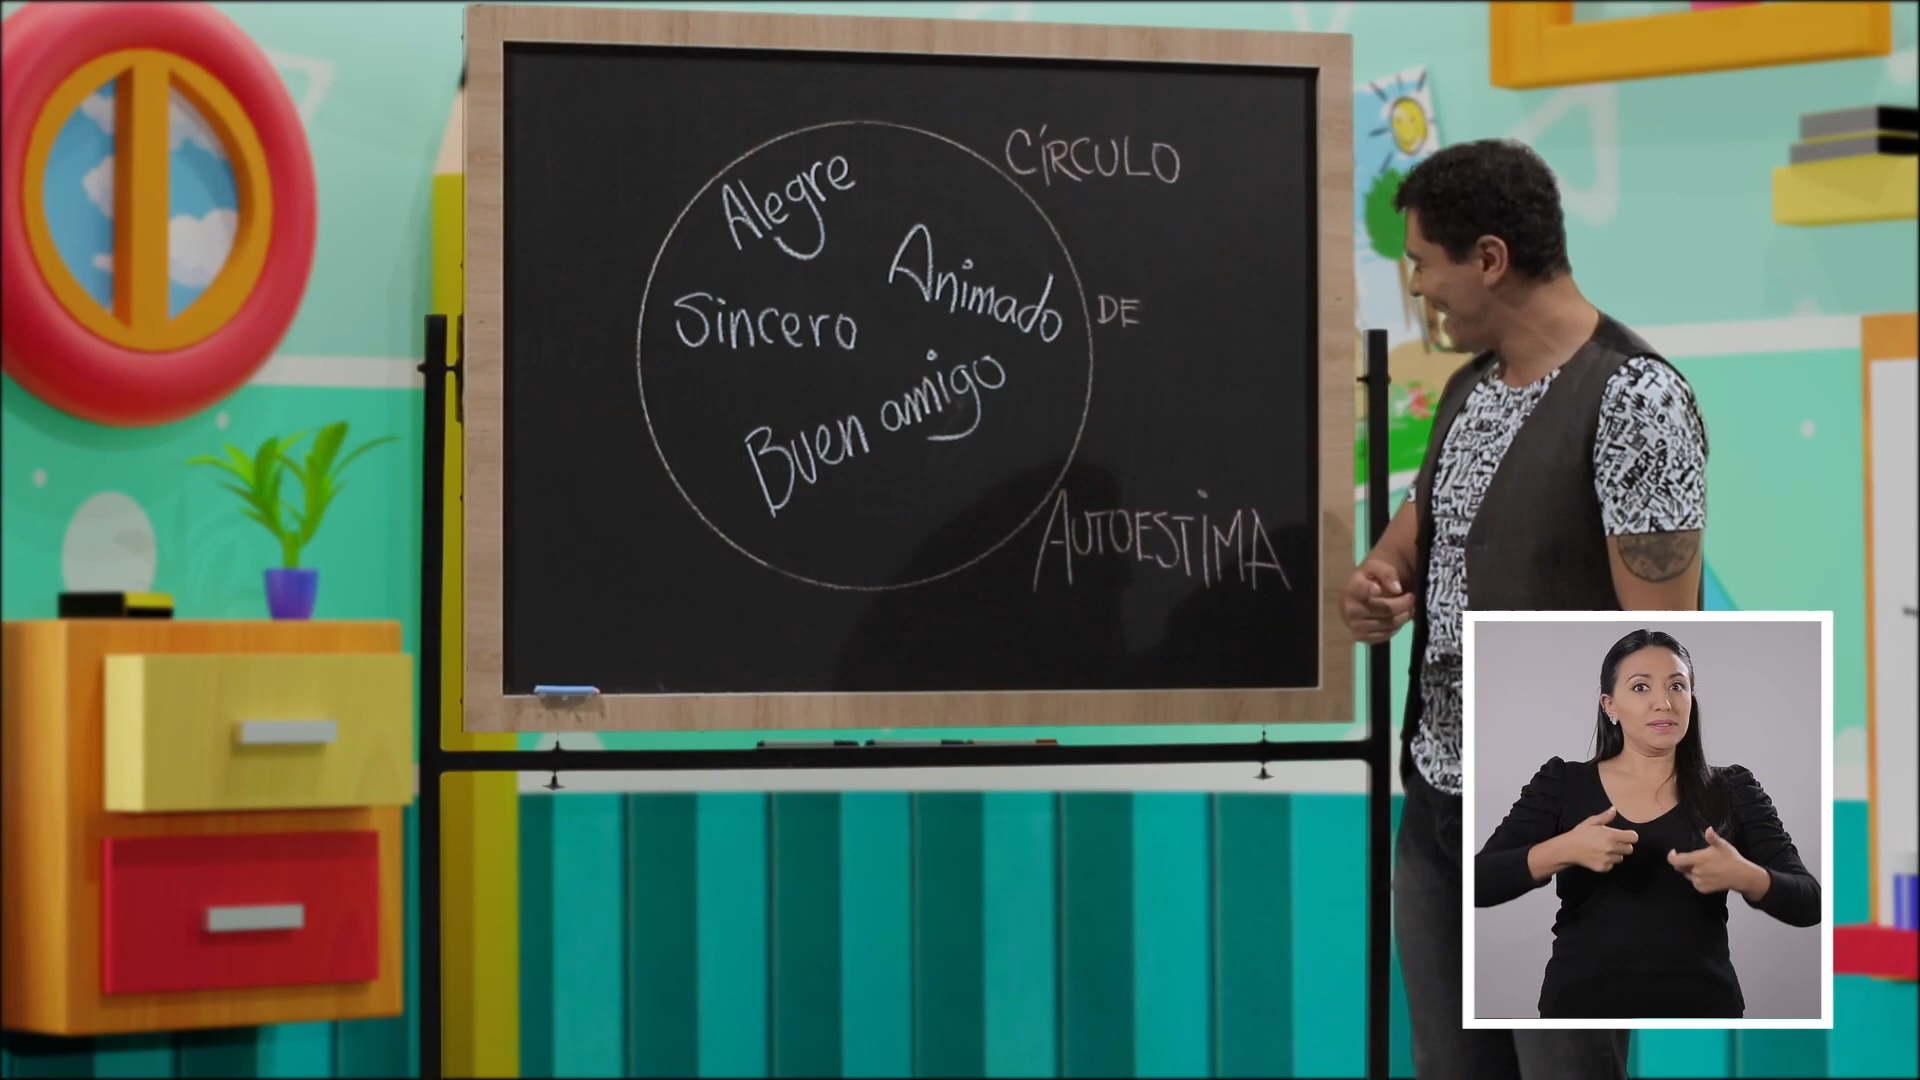 CÍRCULO
DE
AUTOESTIMA
Alegre
Animado
Sincero
Buen amigo